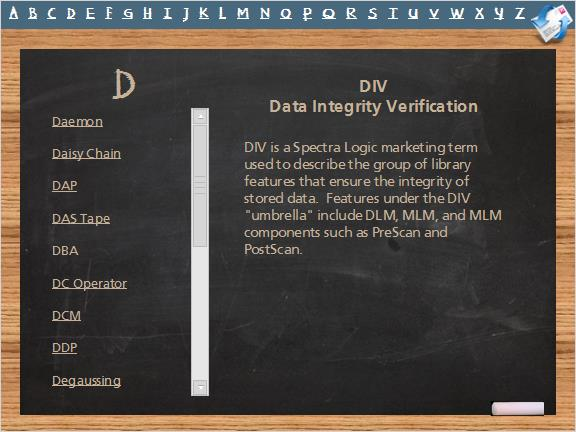 A B C D E F G H I J K L M N O P Q R S T U V W X Y Z
D
Daemon
Daisy Chain
DAP
DAS Tape
DBA
DC Operator
DCM
DDP
Degaussing
DIV
Data Integrity Verification
DIV is a Spectra Logic marketing term
used to describe the group of library
features that ensure the integrity of
stored data.  Features under the DIV
"umbrella" include DLM, MLM, and MLM
components such as PreScan and
PostScan.